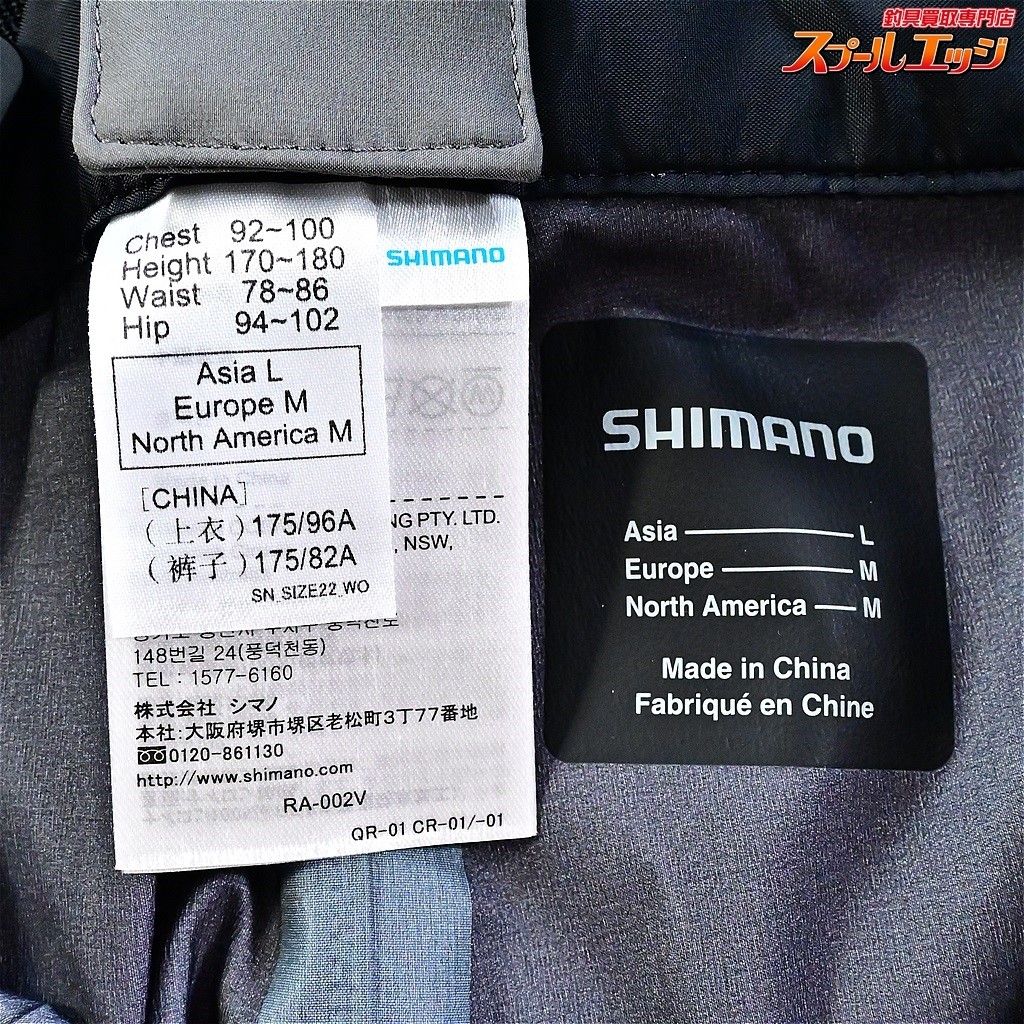 釣具買取専門店
スプールエッジ
Chest 92~100
Height 170~180
Waist 78~86
Hip 94~102
Asia L
Europe M
North America M
[CHINA]
(上衣)175/96A
(裤子)175/82A
SN_SIZE22_WO
SHIMANO
NG PTY. LTD.
, NSW,
148번길 24(풍덕천동)
TEL : 1577-6160
株式会社 シマノ
本社:大阪府堺市堺区老松町3丁77番地
0120-861130
http://www.shimano.com
RA-002V
QR-01 CR-01/-01
SHIMANO
Asia L
Europe M
North America M
Made in China
Fabriqué en Chine